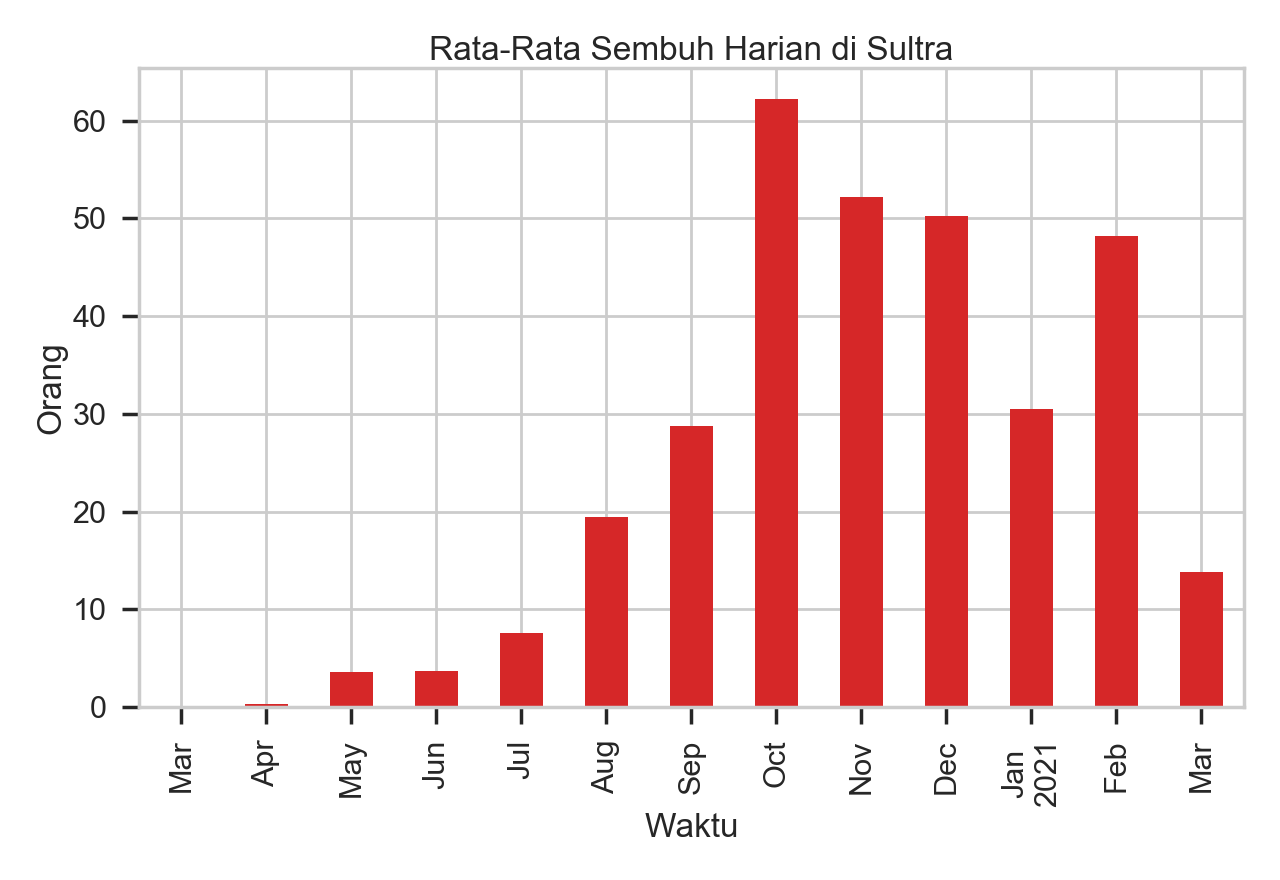 Rata-Rata Sembuh Harian di Sultra
60
50
40
30
20
10
0
Orang
Mar
Apr
May
Jun
Jul
Aug
Sep
Oct
Nov
Dec
Jan
2021
Feb
Mar
Waktu